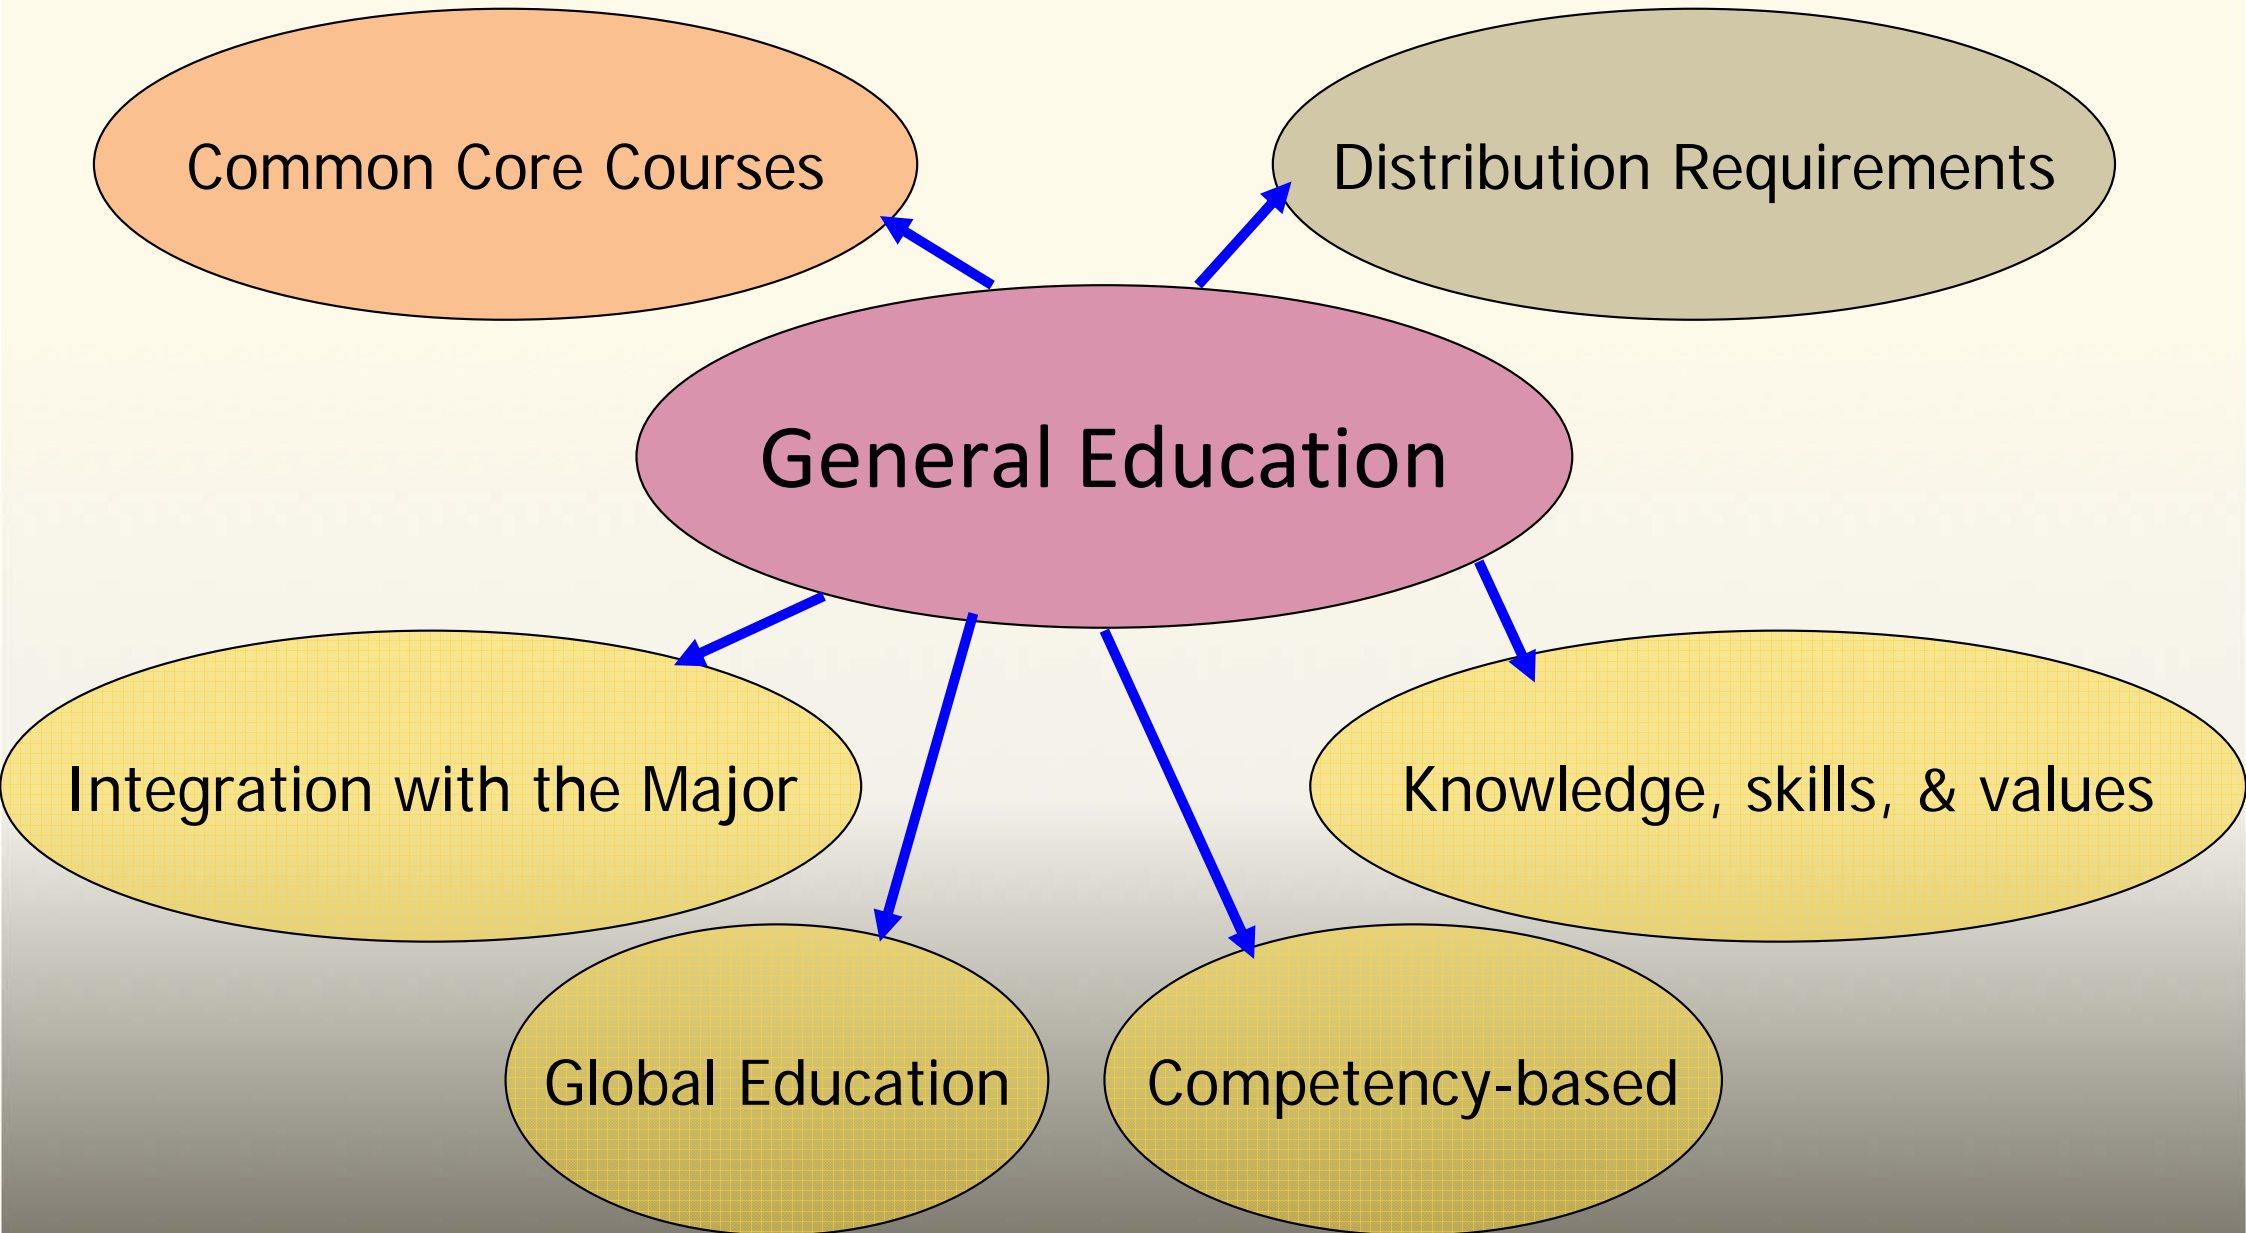 Common Core Courses
Distribution Requirements
General Education
Integration with the Major
Knowledge, skills, & values
Global Education
Competency-based